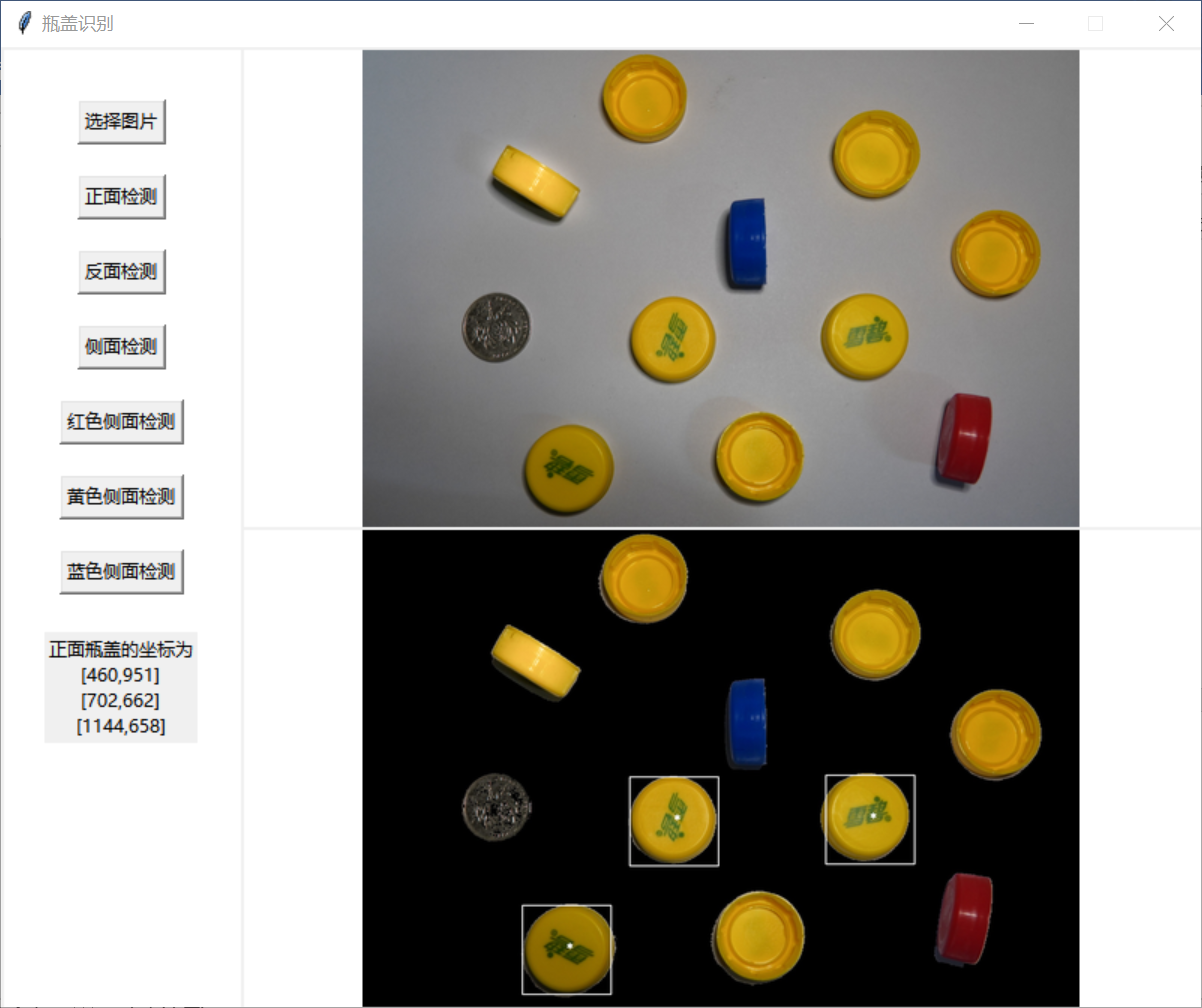 瓶盖识别
选择图片
正面检测
反面检测
侧面检测
红色侧面检测
黄色侧面检测
蓝色侧面检测
正面瓶盖的坐标为
[460,951]
[702,662]
[1144,658]